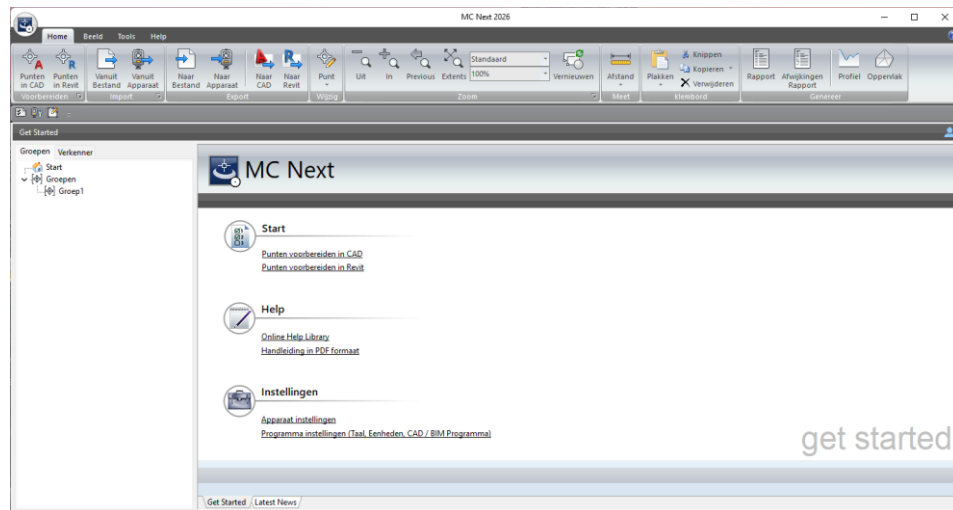 MC Next 2026
Home Beeld Tools Help
Punten in CAD
Punten in Revit
Vanuit Bestand
Vanuit Apparaat
Naar Bestand
Naar Apparaat
Naar CAD
Naar Revit
Punt
Uit In Previous Extents
Standaard
100%
Vernieuwen
Afstand
Plakken
Knippen
Kopieren
Verwijderen
Rapport
Afwijkingen Rapport
Profiel
Oppervlak
Voorbereiden Import Export Wijzig Zoom Meet klembord Genereer
Get Started
Groepen Verkenner
Start
Groepen
Groep1
MC Next
Start
Punten voorbereiden in CAD
Punten voorbereiden in Revit
Help
Online Help Library
Handleiding in PDF formaat
Instellingen
Apparaat instellingen
Programma instellingen (Taal, Eenheden, CAD / BIM Programma)
get started
Get Started Latest News